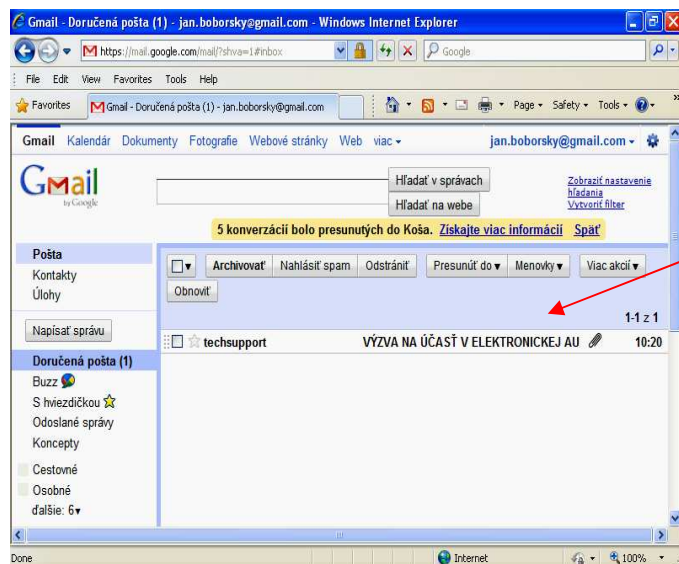 Gmail - Doručená pošta (1) - jan.boborsky@gmail.com - Windows Internet Explorer
https://mail.google.com/mail/?shva=1#inbox
Google
File Edit View Favorites Tools Help
Favorites Gmail - Doručená pošta (1) - jan.boborsky@gmail.com Page Safety Tools »
Gmail Kalendár Dokumenty Fotografie Webové stránky Web viac jan.boborsky@gmail.com
Gmail
by Google
Hľadať v správach
Hľadať na webe
Zobraziť nastavenie
hľadania
Vytvoriť filter
5 konverzácií bolo presunutých do Koša. Získajte viac informácií Späť
Pošta
Kontakty
Úlohy
Napísať správu
Doručená pošta (1)
Buzz
S hviezdičkou
Odoslané správy
Koncepty
Cestovné
Osobné
ďalšie: 6
Archivovať Nahlásiť spam Odstrániť Presunúť do Menovky Viac akcií
Obnoviť
1-1 z 1
techsupport VÝZVA NA ÚČASŤ V ELEKTRONICKEJ AU 10:20
Done Internet 100%